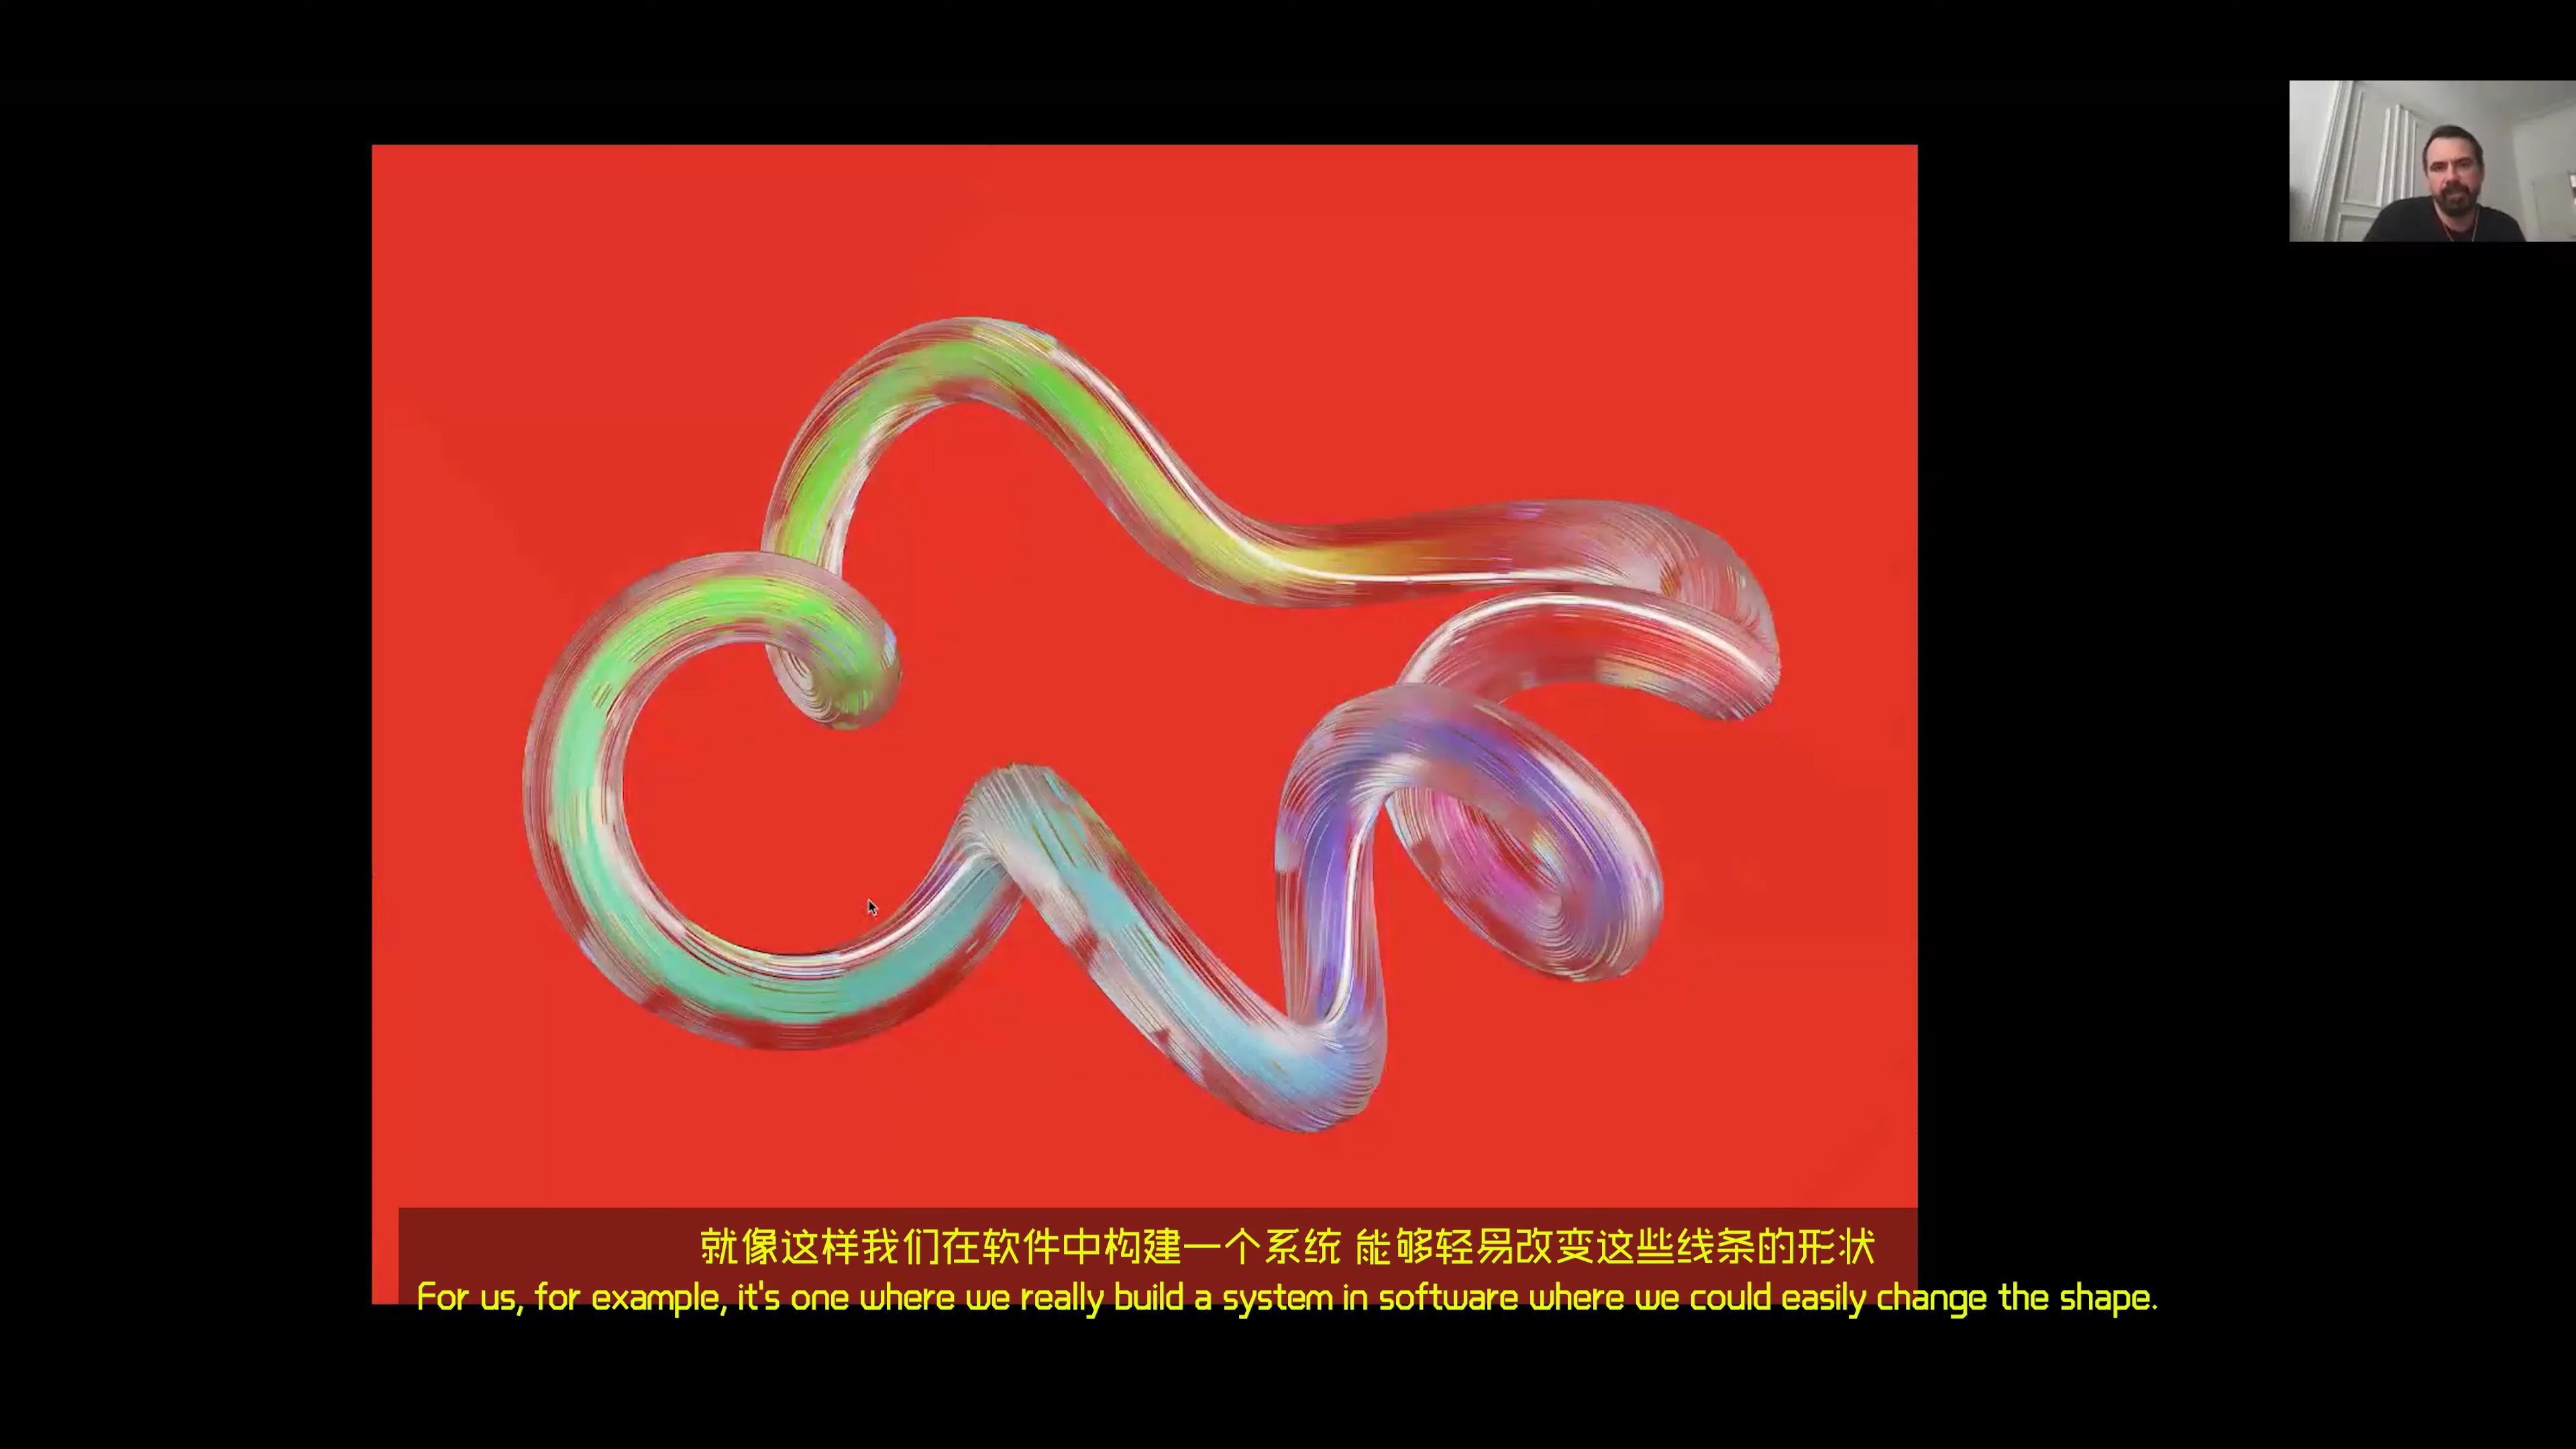 就像这样我们在软件中构建一个系统 能够轻易改变这些线条的形状
For us, for example, it's one where we really build a system in software where we could easily change the shape.